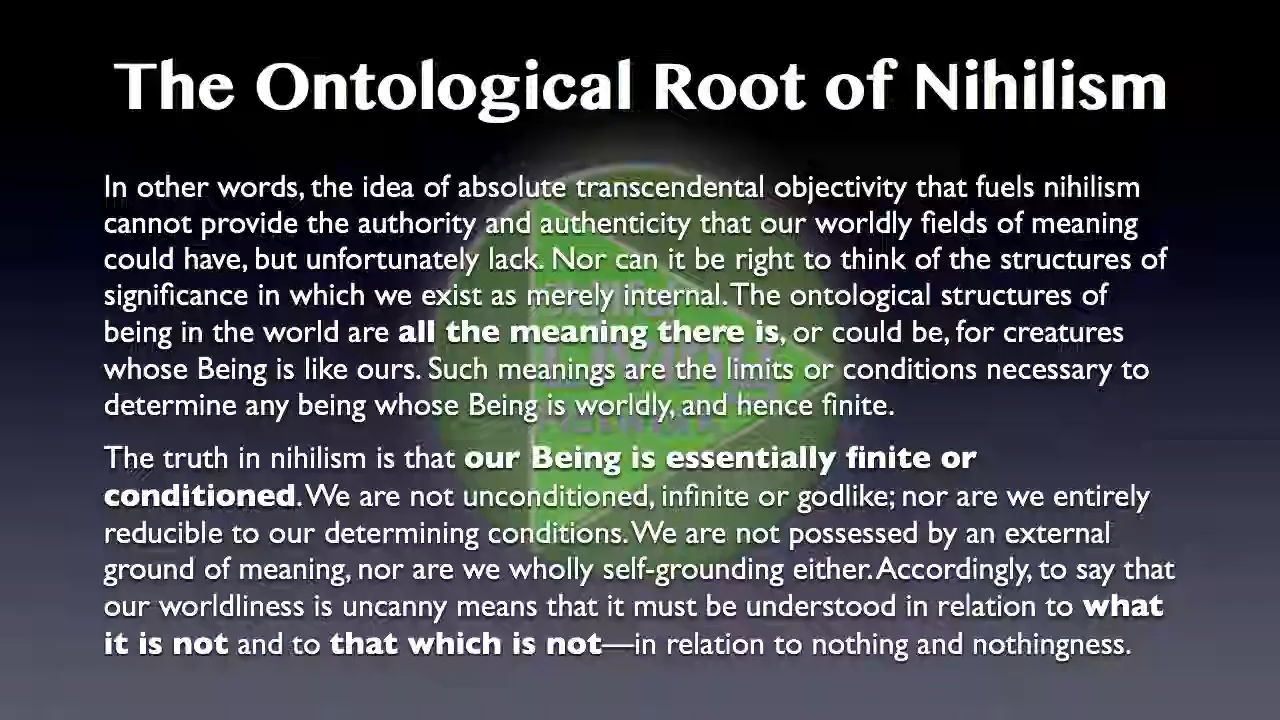 The Ontological Root of Nihilism
In other words, the idea of absolute transcendental objectivity that fuels nihilism
cannot provide the authority and authenticity that our worldly fields of meaning
could have, but unfortunately lack. Nor can it be right to think of the structures of
significance in which we exist as merely internal. The ontological structures of
being in the world are all the meaning there is, or could be, for creatures
whose Being is like ours. Such meanings are the limits or conditions necessary to
determine any being whose Being is worldly, and hence finite.
The truth in nihilism is that our Being is essentially finite or
conditioned. We are not unconditioned, infinite or godlike; nor are we entirely
reducible to our determining conditions. We are not possessed by an external
ground of meaning, nor are we wholly self-grounding either. Accordingly, to say that
our worldliness is uncanny means that it must be understood in relation to what
it is not and to that which is not—in relation to nothing and nothingness.